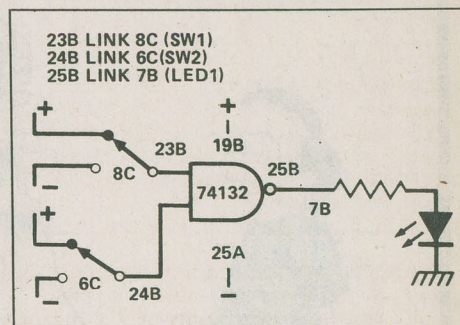 23B LINK 8C (SW1)
24B LINK 6C(SW2)
25B LINK 7B (LED1)
+
+
23B
19B
25B
8C
74132
7B
+
25A
6C
24B